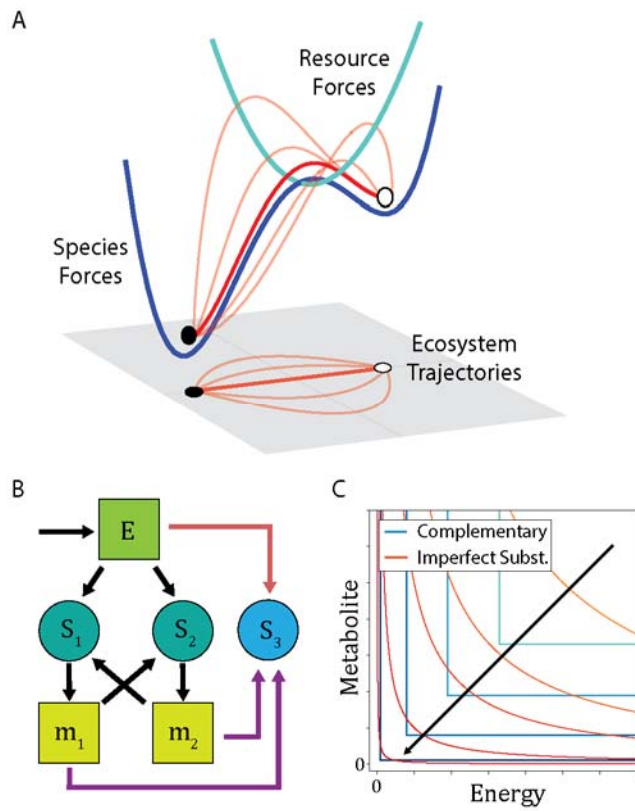 A
Resource
Forces
Species
Forces
Ecosystem
Trajectories
B
E
S1
S2
S3
m1
m2
C
Complementary
Imperfect Subst.
Metabolite
0
0
Energy